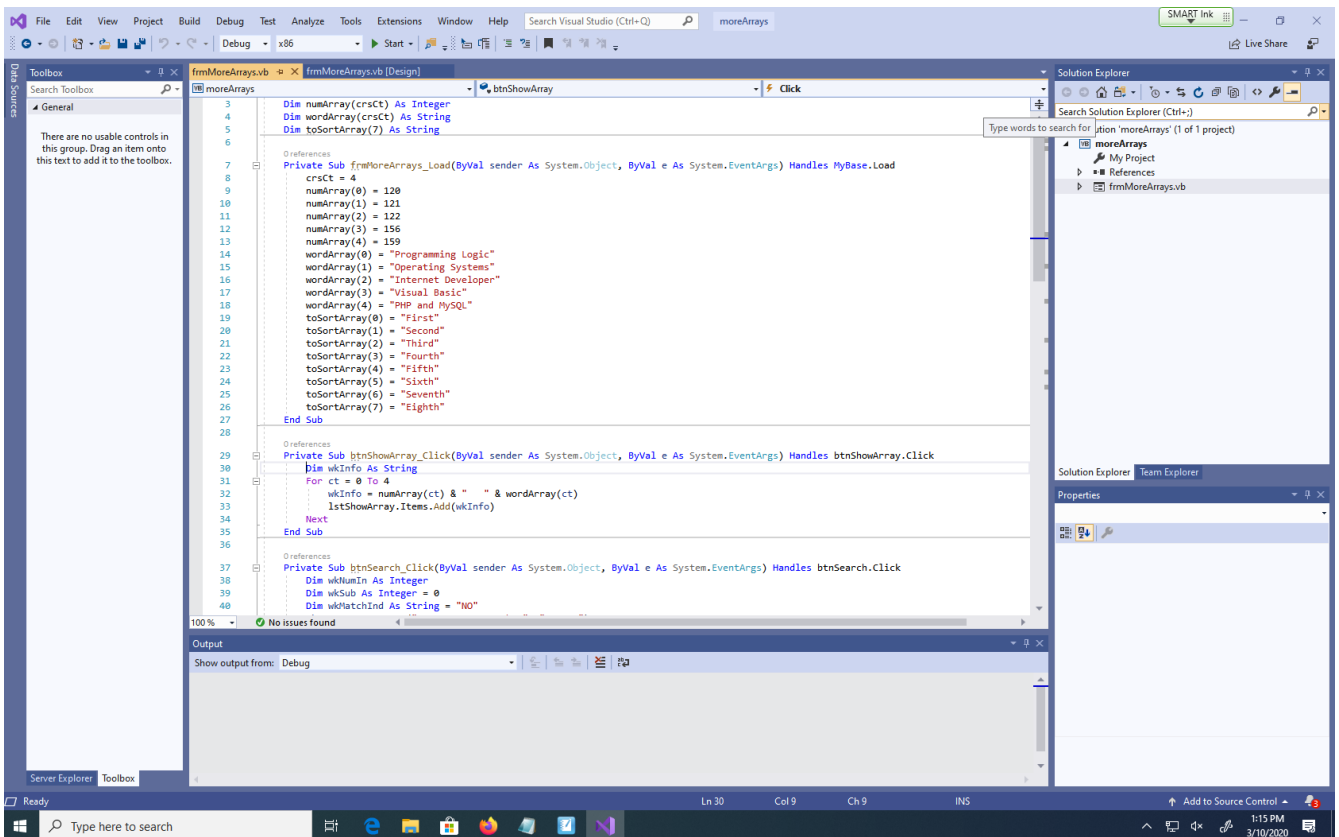 File Edit View Project Build Debug Test Analyze Tools Extensions Window Help Search Visual Studio (Ctrl+Q) moreArrays
SMART Ink
Debug x86 Start Live Share
Data Sources
Toolbox
Search Toolbox
General
There are no usable controls in
this group. Drag an item onto
this text to add it to the toolbox.
Server Explorer Toolbox
frmMoreArrays.vb frmMoreArrays.vb [Design]
VB moreArrays btnShowArray Click
3 Dim numArray(crsCt) As Integer
4 Dim wordArray(crsCt) As String
5 Dim toSortArray(7) As String
6
0 references
7 Private Sub frmMoreArrays_Load(ByVal sender As System.Object, ByVal e As System.EventArgs) Handles MyBase.Load
8 crsCt = 4
9 numArray(0) = 120
10 numArray(1) = 121
11 numArray(2) = 122
12 numArray(3) = 156
13 numArray(4) = 159
14 wordArray(0) = "Programming Logic"
15 wordArray(1) = "Operating Systems"
16 wordArray(2) = "Internet Developer"
17 wordArray(3) = "Visual Basic"
18 wordArray(4) = "PHP and MySQL"
19 toSortArray(0) = "First"
20 toSortArray(1) = "Second"
21 toSortArray(2) = "Third"
22 toSortArray(3) = "Fourth"
23 toSortArray(4) = "Fifth"
24 toSortArray(5) = "Sixth"
25 toSortArray(6) = "Seventh"
26 toSortArray(7) = "Eighth"
27 End Sub
28
0 references
29 Private Sub btnShowArray_Click(ByVal sender As System.Object, ByVal e As System.EventArgs) Handles btnShowArray.Click
30 Dim wkInfo As String
31 For ct = 0 To 4
32 wkInfo = numArray(ct) & "   " & wordArray(ct)
33 lstShowArray.Items.Add(wkInfo)
34 Next
35 End Sub
36
0 references
37 Private Sub btnSearch_Click(ByVal sender As System.Object, ByVal e As System.EventArgs) Handles btnSearch.Click
38 Dim wkNumIn As Integer
39 Dim wkSub As Integer = 0
40 Dim wkMatchInd As String = "NO"
100 % No issues found
Output
Show output from: Debug
Solution Explorer
Search Solution Explorer (Ctrl+;)
Type words to search for
ution 'moreArrays' (1 of 1 project)
VB moreArrays
My Project
References
frmMoreArrays.vb
Solution Explorer Team Explorer
Properties
Ready Ln 30 Col 9 Ch 9 INS Add to Source Control 3
Type here to search
1:15 PM
3/10/2020